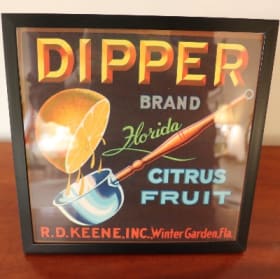 DIPPER
BRAND
Florida
CITRUS
FRUIT
R.D.KEENE,INC., Winter Garden, Fla.